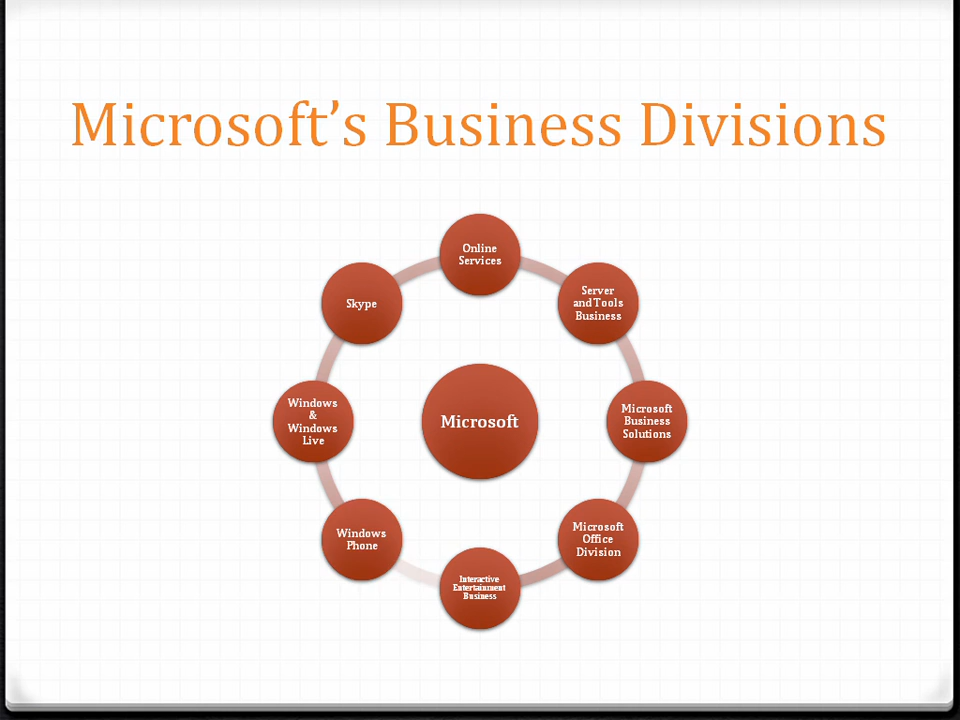 Microsoft’s Business Divisions
Online
Services
Server
and Tools
Business
Microsoft
Business
Solutions
Microsoft
Office
Division
Interactive
Entertainment
Business
Windows
Phone
Windows
&
Windows
Live
Skype
Microsoft